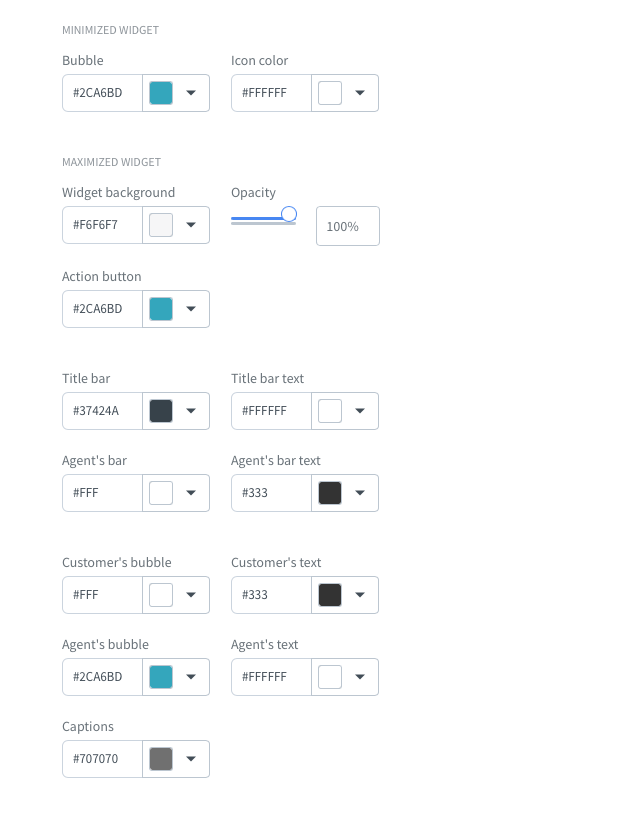 MINIMIZED WIDGET
Bubble Icon color
#2CA6BD #FFFFFF
MAXIMIZED WIDGET
Widget background Opacity
#F6F6F7 100%
Action button
#2CA6BD
Title bar Title bar text
#37424A #FFFFFF
Agent's bar Agent's bar text
#FFF #333
Customer's bubble Customer's text
#FFF #333
Agent's bubble Agent's text
#2CA6BD #FFFFFF
Captions
#707070